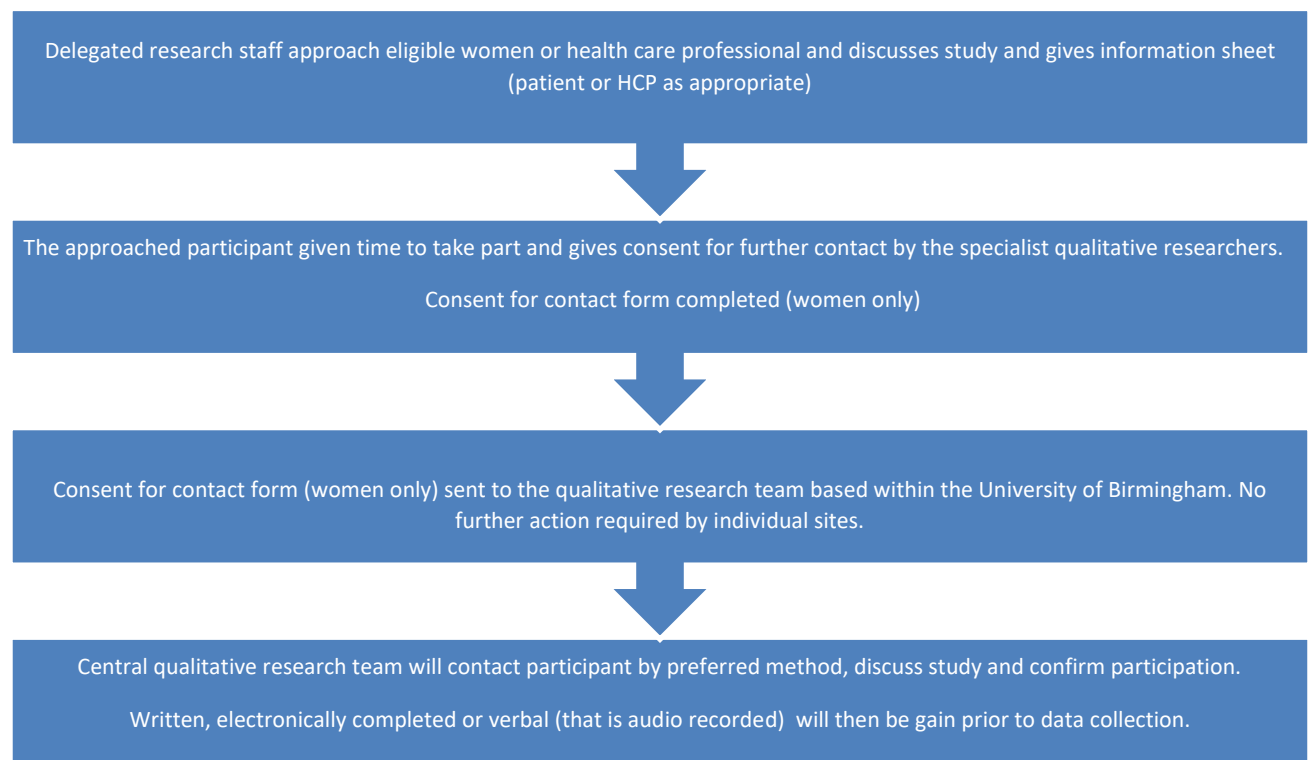 Delegated research staff approach eligible women or health care professional and discusses study and gives information sheet
(patient or HCP as appropriate)
The approached participant given time to take part and gives consent for further contact by the specialist qualitative researchers.
Consent for contact form completed (women only)
Consent for contact form (women only) sent to the qualitative research team based within the University of Birmingham. No
further action required by individual sites.
Central qualitative research team will contact participant by preferred method, discuss study and confirm participation.
Written, electronically completed or verbal (that is audio recorded)  will then be gain prior to data collection.